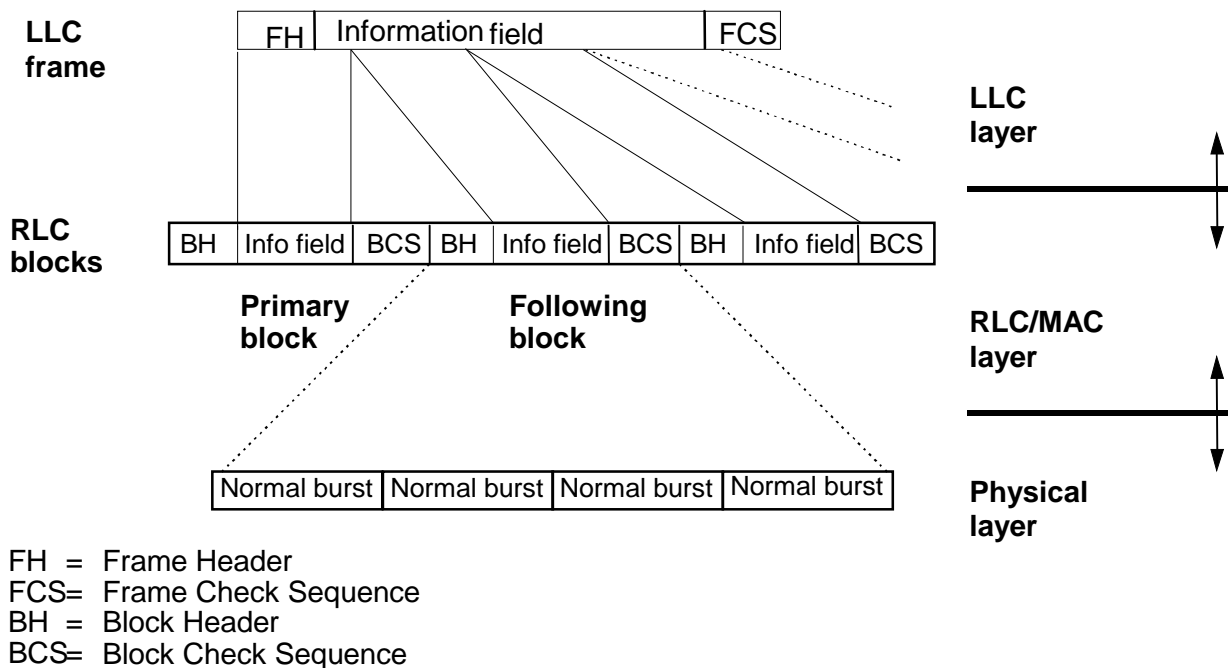 LLC
frame
FH Information field FCS
LLC
layer
RLC
blocks
BH Info field BCS BH Info field BCS BH Info field BCS
Primary
block
Following
block
RLC/MAC
layer
Normal burst Normal burst Normal burst Normal burst
Physical
layer
FH = Frame Header
FCS= Frame Check Sequence
BH = Block Header
BCS= Block Check Sequence